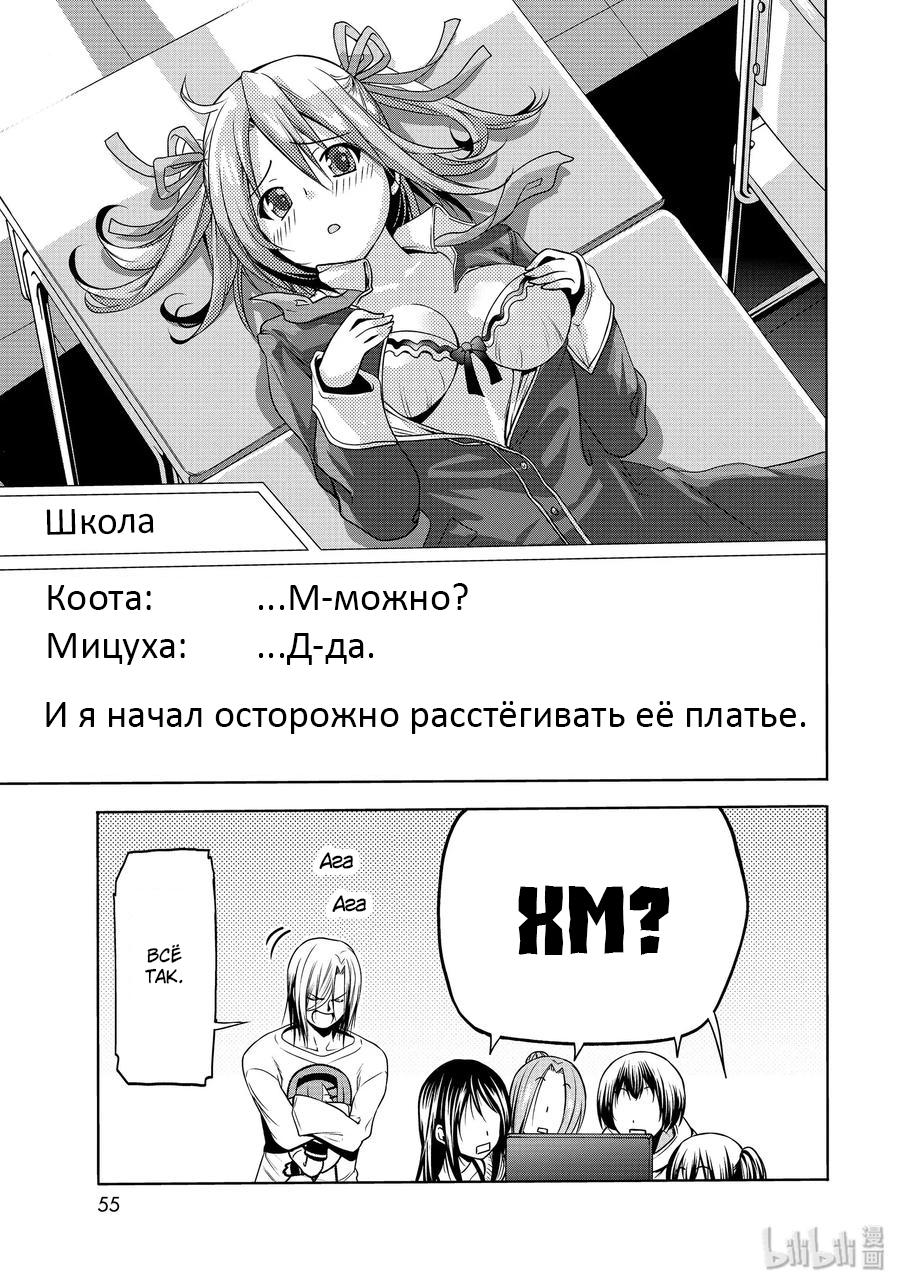 Школа
Коота: ...М-можно?
Мицуха: ...Д-да.
И я начал осторожно расстёгивать её платье.
ХМ?
Ага
Ага
ВСЁ
ТАК.
55
bilibili 漫画